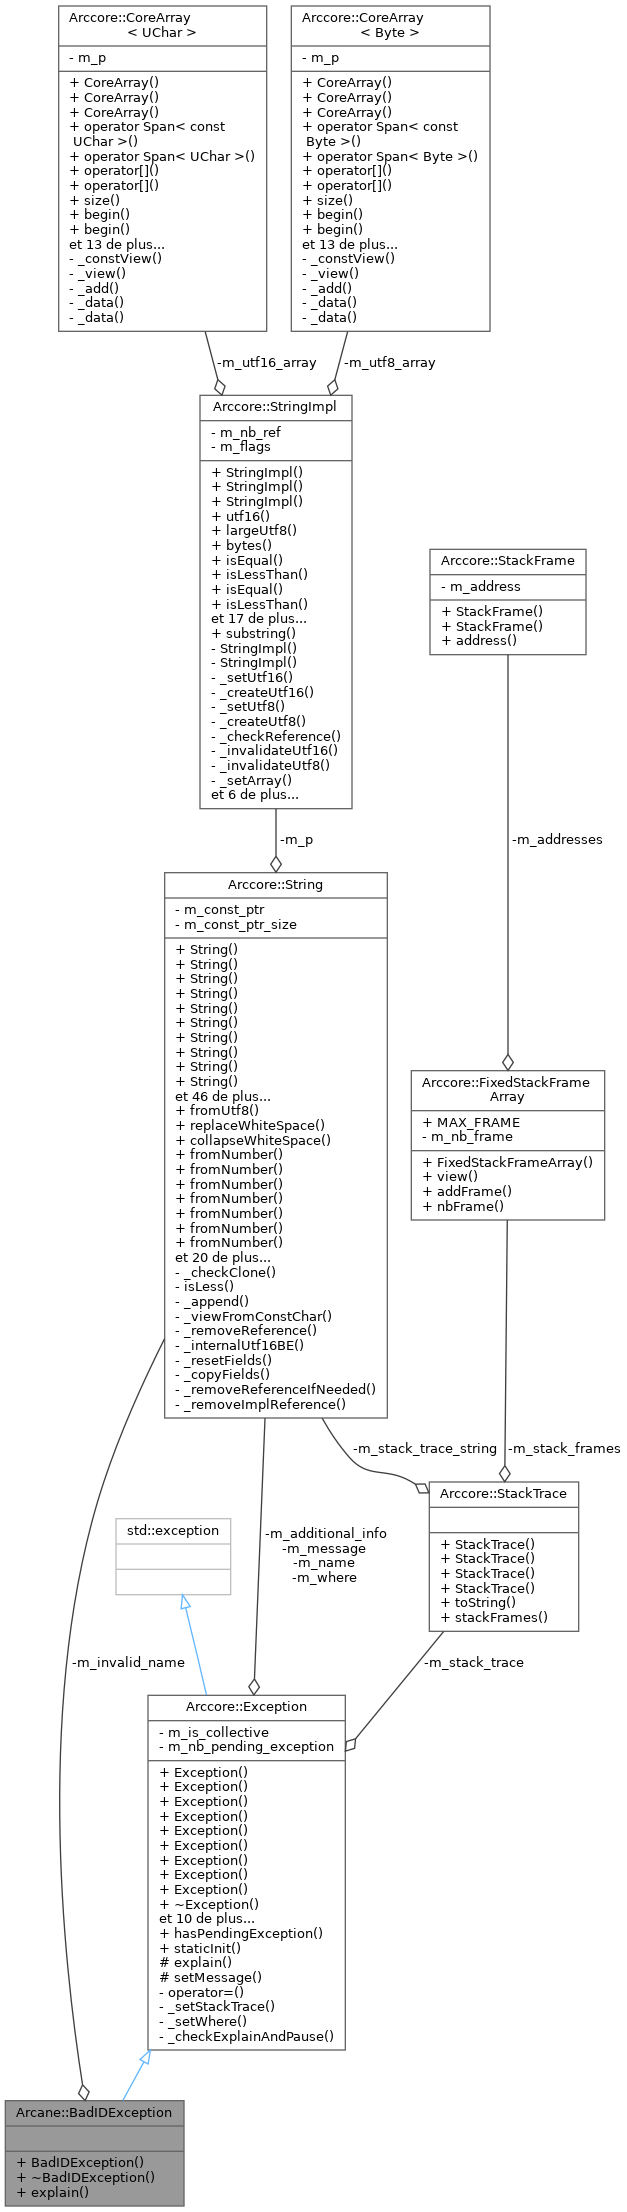 Arccore::CoreArray
< UChar >
- m_p
+ CoreArray()
+ CoreArray()
+ CoreArray()
+ operator Span< const
UChar >()
+ operator Span< UChar >()
+ operator[]()
+ operator[]()
+ size()
+ begin()
+ begin()
et 13 de plus...
- _constView()
- _view()
- _add()
- _data()
- _data()
Arccore::CoreArray
< Byte >
- m_p
+ CoreArray()
+ CoreArray()
+ CoreArray()
+ operator Span< const
Byte >()
+ operator Span< Byte >()
+ operator[]()
+ operator[]()
+ size()
+ begin()
+ begin()
et 13 de plus...
- _constView()
- _view()
- _add()
- _data()
- _data()
-m_utf16_array
-m_utf8_array
Arccore::StringImpl
- m_nb_ref
- m_flags
+ StringImpl()
+ StringImpl()
+ StringImpl()
+ utf16()
+ largeUtf8()
+ bytes()
+ isEqual()
+ isLessThan()
+ isEqual()
+ isLessThan()
et 17 de plus...
+ substring()
- StringImpl()
- StringImpl()
- _setUtf16()
- _createUtf16()
- _setUtf8()
- _createUtf8()
- _checkReference()
- _invalidateUtf16()
- _invalidateUtf8()
- _setArray()
et 6 de plus...
Arccore::StackFrame
- m_address
+ StackFrame()
+ StackFrame()
+ address()
-m_p
-m_addresses
Arccore::String
- m_const_ptr
- m_const_ptr_size
+ String()
+ String()
+ String()
+ String()
+ String()
+ String()
+ String()
+ String()
+ String()
+ String()
et 46 de plus...
+ fromUtf8()
+ replaceWhiteSpace()
+ collapseWhiteSpace()
+ fromNumber()
+ fromNumber()
+ fromNumber()
+ fromNumber()
+ fromNumber()
+ fromNumber()
+ fromNumber()
et 20 de plus...
- _checkClone()
- isLess()
- _append()
- _viewFromConstChar()
- _removeReference()
- _internalUtf16BE()
- _resetFields()
- _copyFields()
- _removeReferenceIfNeeded()
- _removeImplReference()
Arccore::FixedStackFrame
Array
+ MAX_FRAME
- m_nb_frame
+ FixedStackFrameArray()
+ view()
+ addFrame()
+ nbFrame()
-m_stack_trace_string
-m_stack_frames
Arccore::StackTrace
+ StackTrace()
+ StackTrace()
+ StackTrace()
+ StackTrace()
+ toString()
+ stackFrames()
std::exception
-m_additional_info
-m_message
-m_name
-m_where
-m_invalid_name
-m_stack_trace
Arccore::Exception
- m_is_collective
- m_nb_pending_exception
+ Exception()
+ Exception()
+ Exception()
+ Exception()
+ Exception()
+ Exception()
+ Exception()
+ Exception()
+ Exception()
+ ~Exception()
et 10 de plus...
+ hasPendingException()
+ staticInit()
# explain()
# setMessage()
- operator=()
- _setStackTrace()
- _setWhere()
- _checkExplainAndPause()
Arcane::BadIDException
+ BadIDException()
+ ~BadIDException()
+ explain()